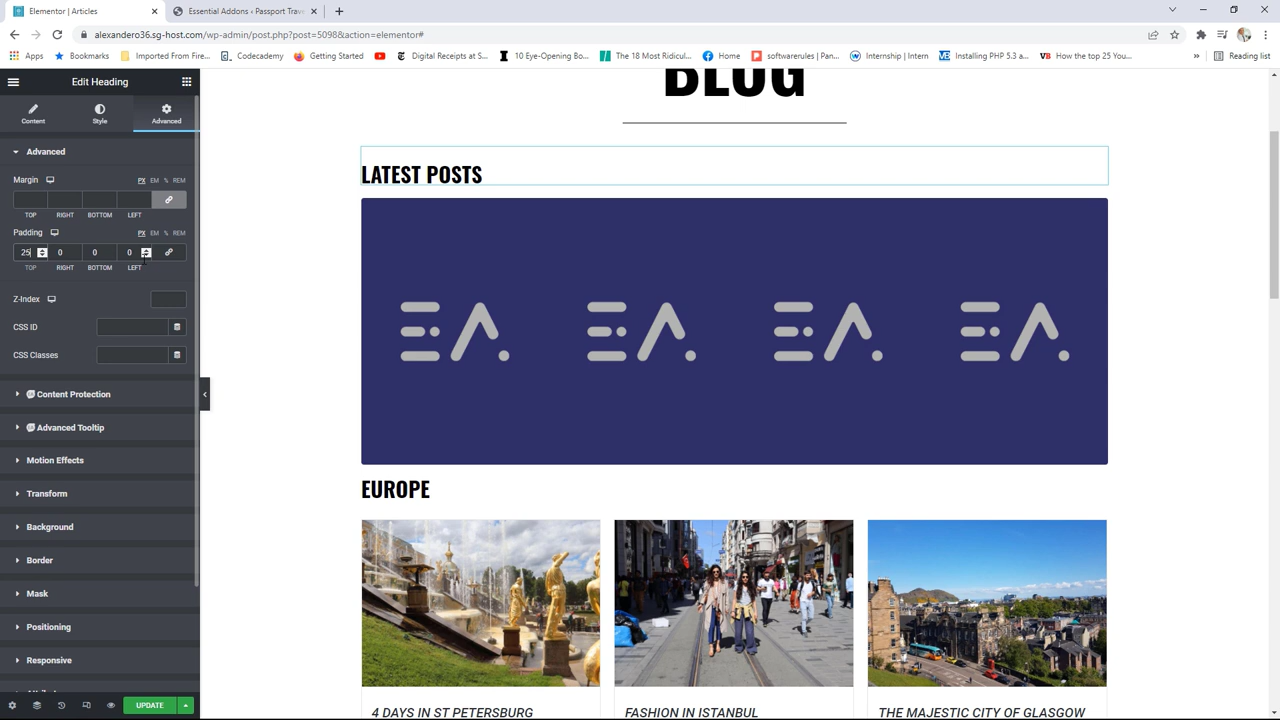 Elementor | Articles
Essential Addons ‹ Passport Trave
alexandero36.sg-host.com/wp-admin/post.php?post=5098&action=elementor#
Apps
Bookmarks
Imported From Fire...
Codecademy
Getting Started
Digital Receipts at S...
10 Eye-Opening Bo...
The 18 Most Ridicul...
Home
softwarerules | Pan...
Internship | Intern
Installing PHP 5.3 a...
How the top 25 You...
»
Reading list
Edit Heading
Content
Style
Advanced
Advanced
Margin
PX EM % REM
TOP RIGHT BOTTOM LEFT
Padding
PX EM % REM
25 0 0 0
TOP RIGHT BOTTOM LEFT
Z-Index
CSS ID
CSS Classes
Content Protection
Advanced Tooltip
Motion Effects
Transform
Background
Border
Mask
Positioning
Responsive
UPDATE
BLOG
LATEST POSTS
EA. EA. EA. EA.
EUROPE
4 DAYS IN ST PETERSBURG
FASHION IN ISTANBUL
THE MAJESTIC CITY OF GLASGOW